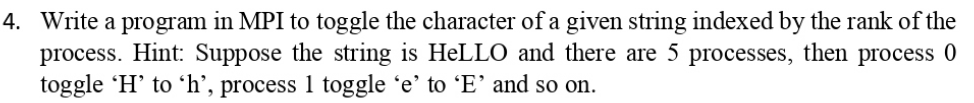 4. Write a program in MPI to toggle the character of a given string indexed by the rank of the
process. Hint: Suppose the string is HeLLO and there are 5 processes, then process 0
toggle ‘H’ to ‘h’, process 1 toggle ‘e’ to ‘E’ and so on.